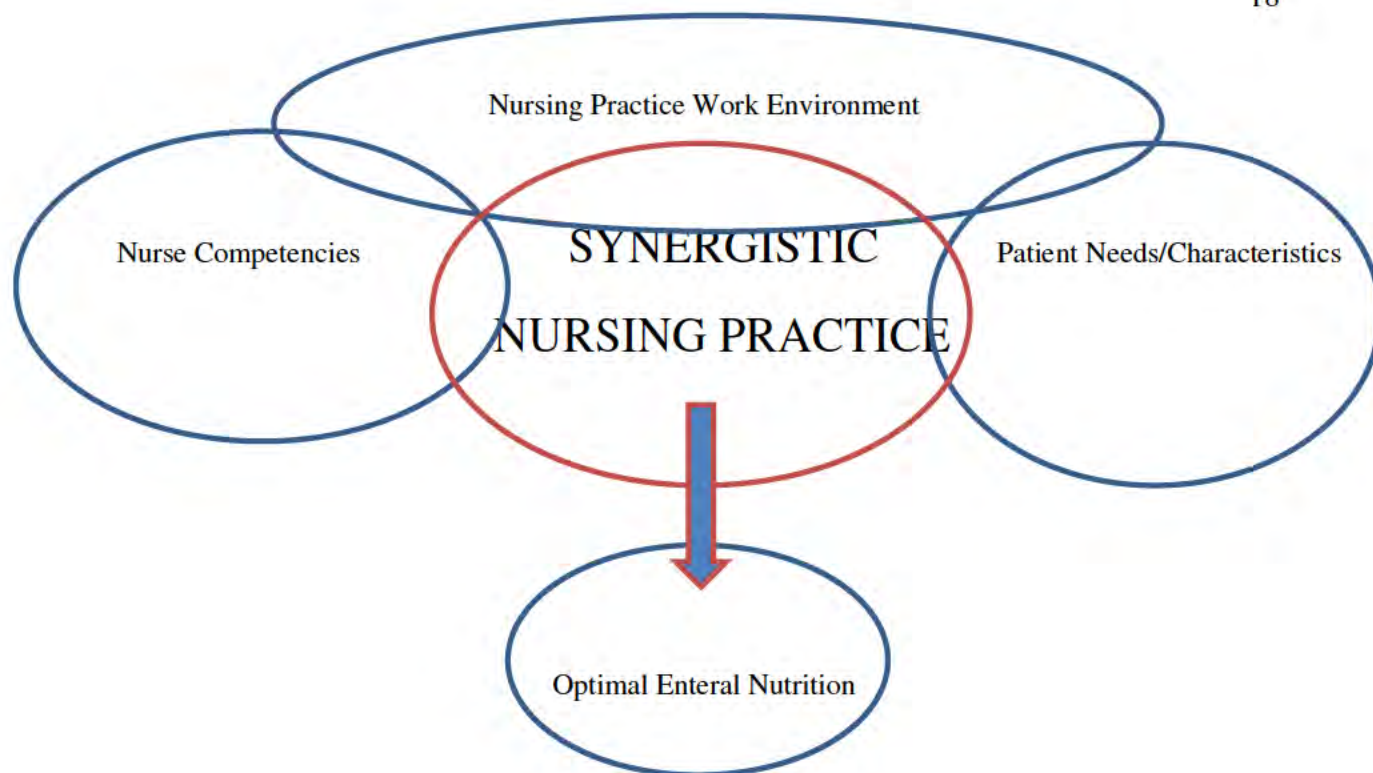 Nursing Practice Work Environment
Nurse Competencies
SYNERGISTIC
Patient Needs/Characteristics
NURSING PRACTICE
Optimal Enteral Nutrition